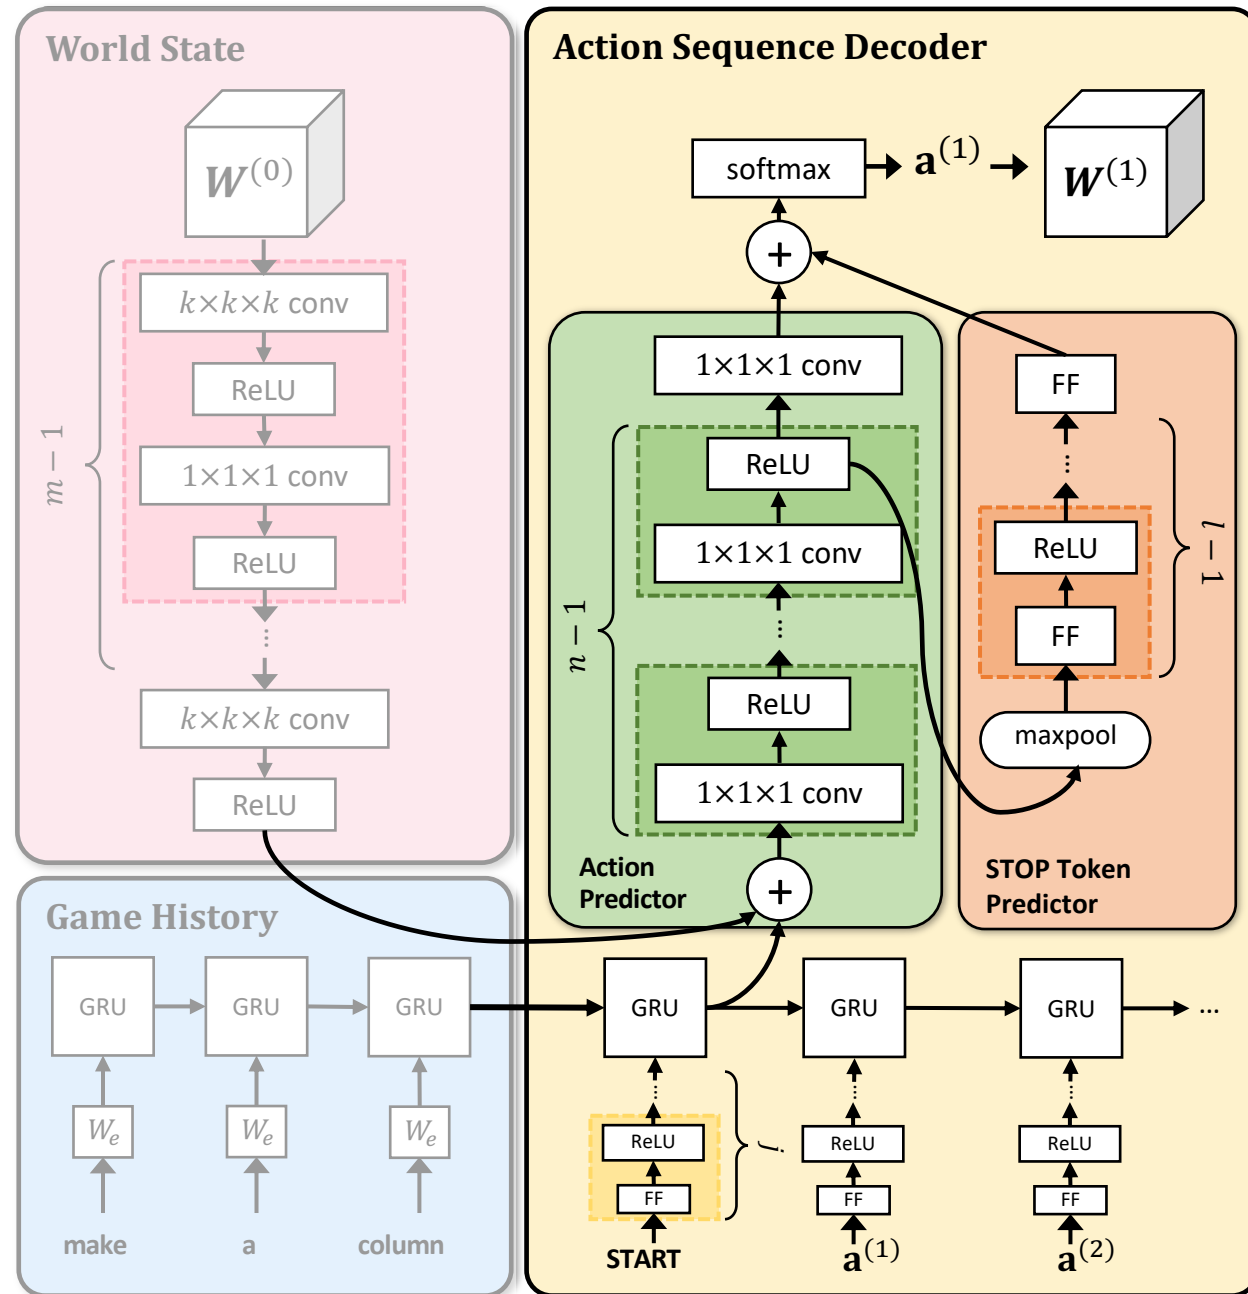 World State
W^(0)
k×k×k conv
ReLU
1×1×1 conv
ReLU
...
m − 1
k×k×k conv
ReLU
Game History
GRU
GRU
GRU
W_e
W_e
W_e
make
a
column
Action Sequence Decoder
softmax
a^(1)
W^(1)
+
1×1×1 conv
ReLU
1×1×1 conv
...
n − 1
ReLU
1×1×1 conv
Action
Predictor
+
FF
...
ReLU
l − 1
FF
maxpool
STOP Token
Predictor
GRU
GRU
GRU
...
...
...
...
ReLU
j
ReLU
ReLU
FF
FF
FF
START
a^(1)
a^(2)